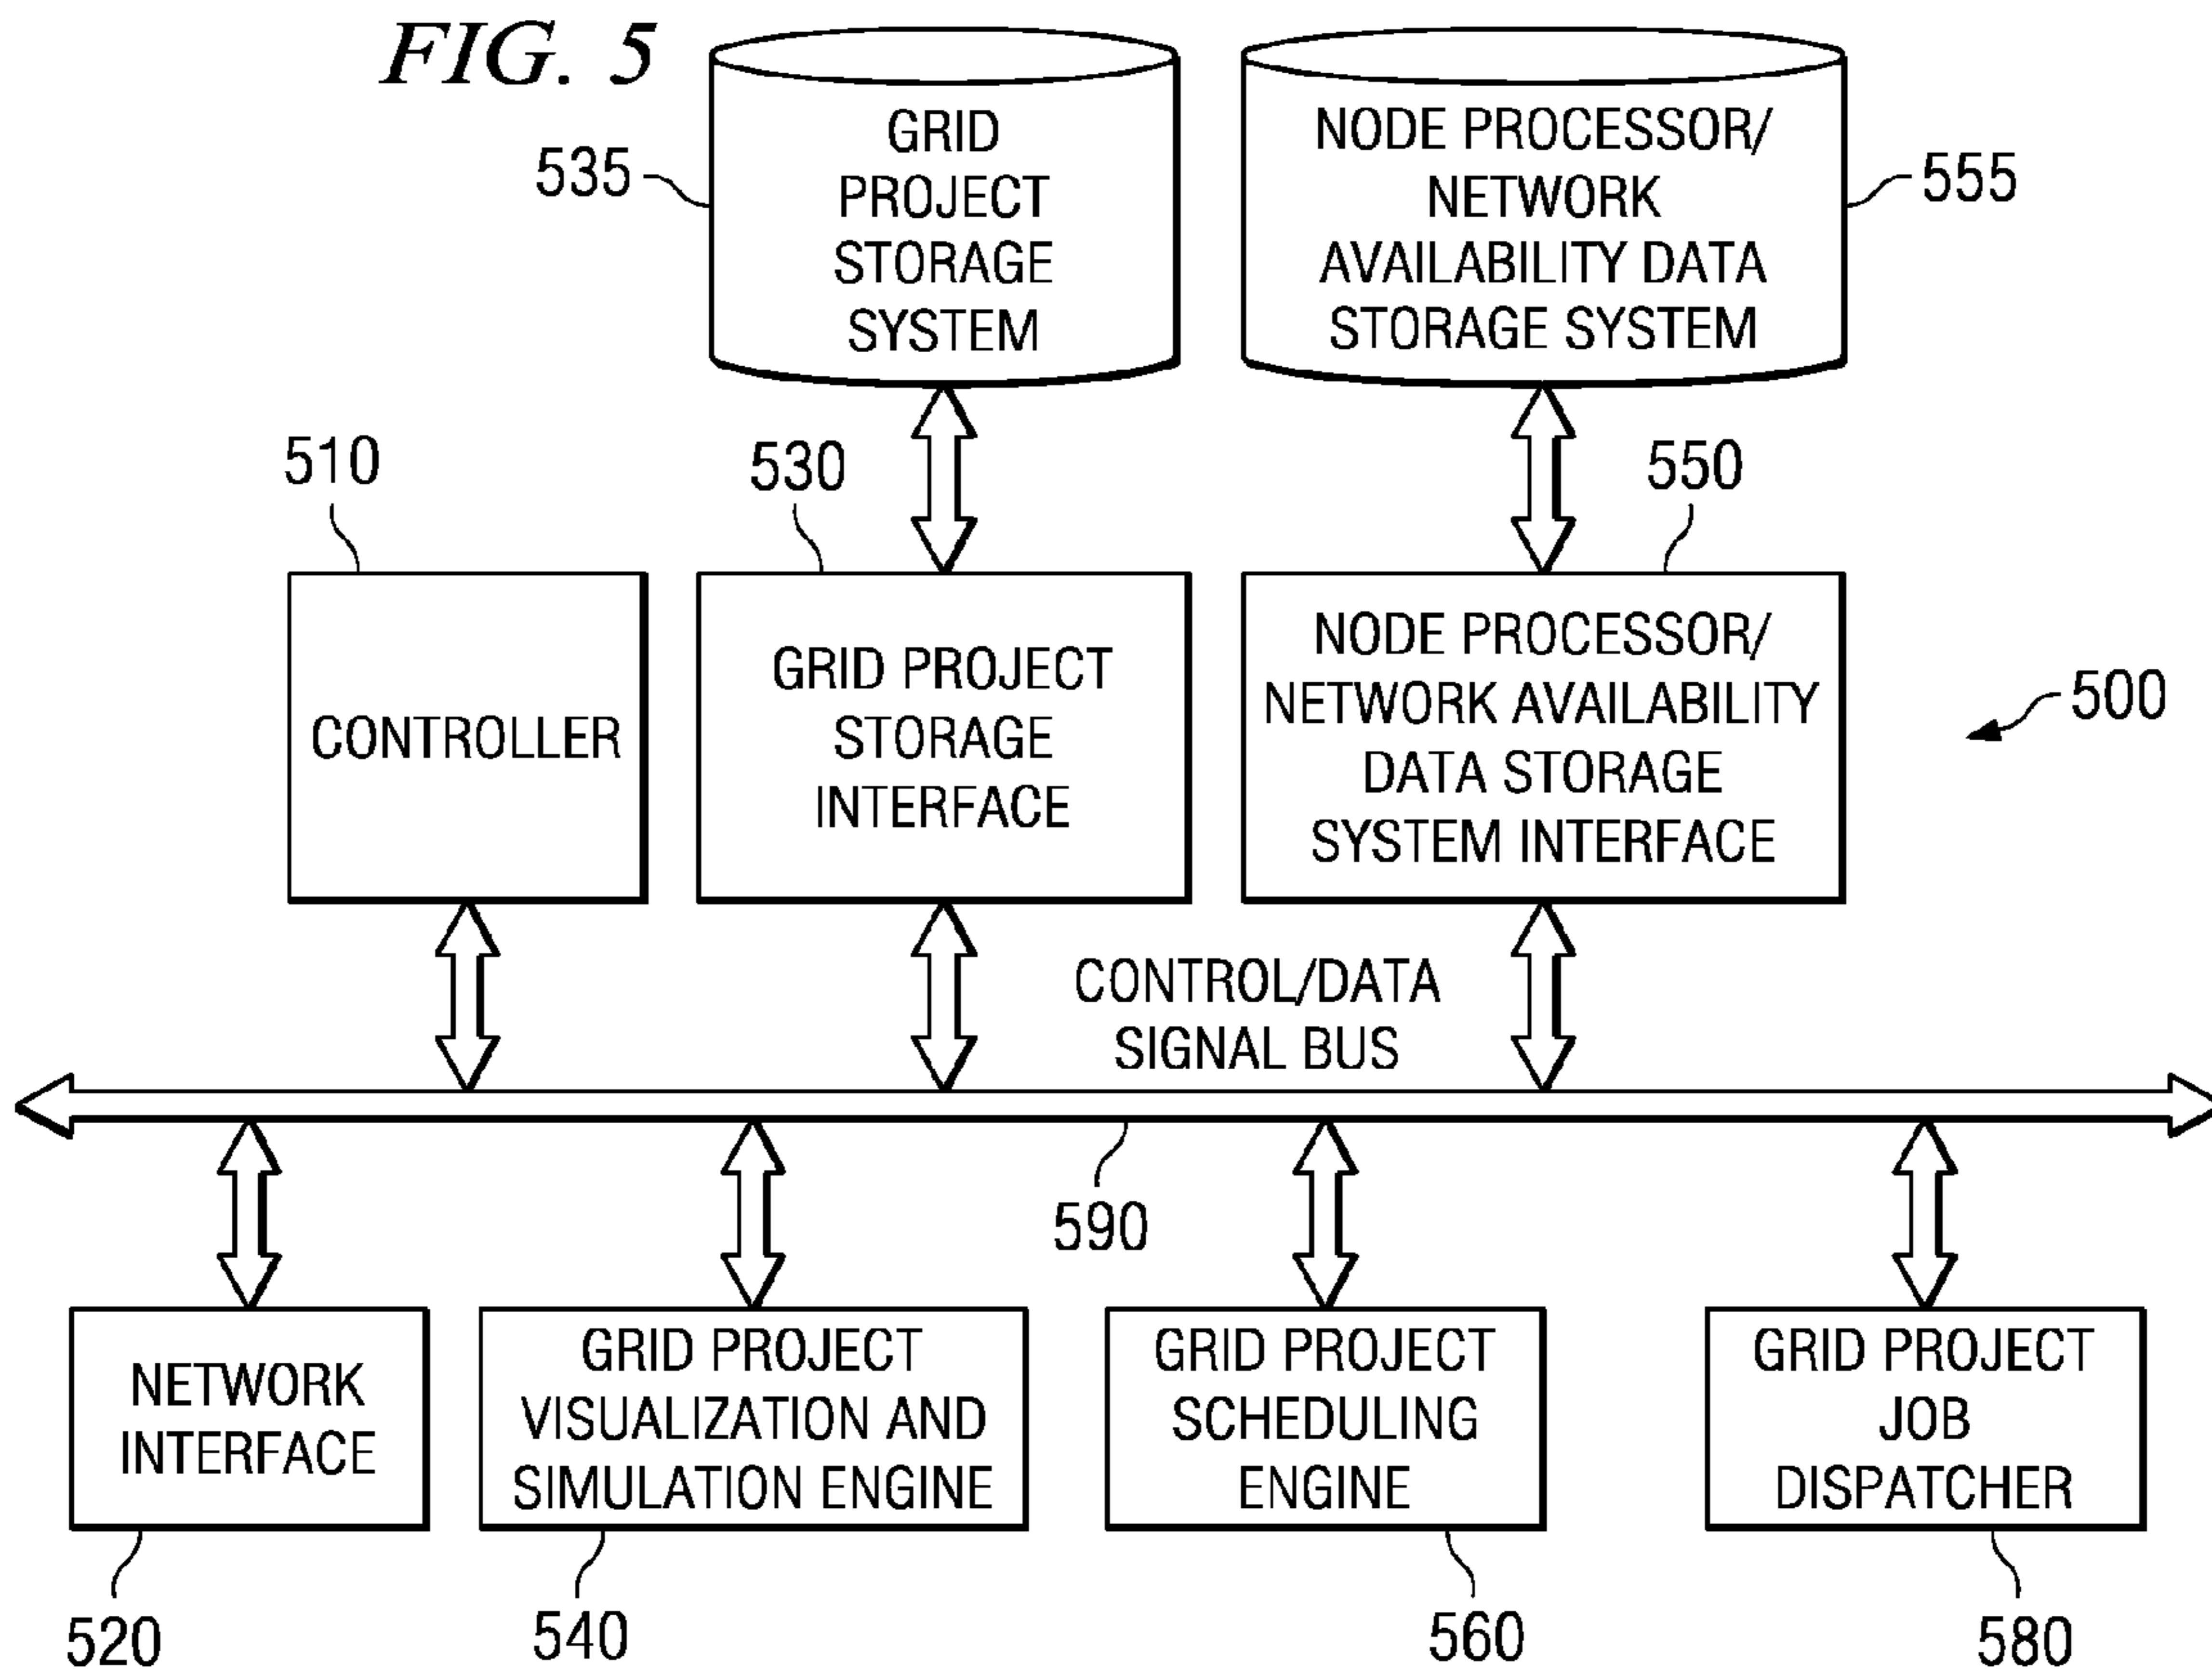 FIG. 5
535
GRID
PROJECT
STORAGE
SYSTEM
NODE PROCESSOR/
NETWORK
AVAILABILITY DATA
STORAGE SYSTEM
555
510
530
550
CONTROLLER
GRID PROJECT
STORAGE
INTERFACE
NODE PROCESSOR/
NETWORK AVAILABILITY
DATA STORAGE
SYSTEM INTERFACE
500
CONTROL/DATA
SIGNAL BUS
590
NETWORK
INTERFACE
GRID PROJECT
VISUALIZATION AND
SIMULATION ENGINE
GRID PROJECT
SCHEDULING
ENGINE
GRID PROJECT
JOB
DISPATCHER
520
540
560
580